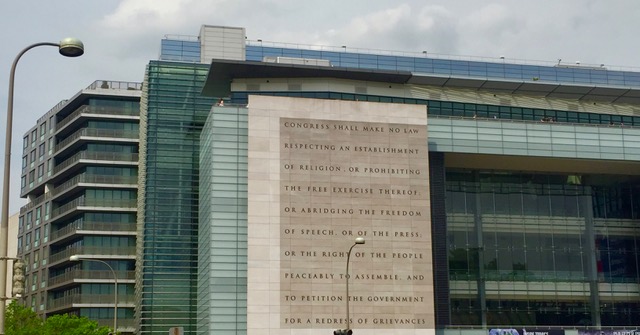 CONGRESS SHALL MAKE NO LAW
RESPECTING AN ESTABLISHMENT
OF RELIGION, OR PROHIBITING
THE FREE EXERCISE THEREOF;
OR ABRIDGING THE FREEDOM
OF SPEECH, OR OF THE PRESS;
OR THE RIGHT OF THE PEOPLE
PEACEABLY TO ASSEMBLE, AND
TO PETITION THE GOVERNMENT
FOR A REDRESS OF GRIEVANCES